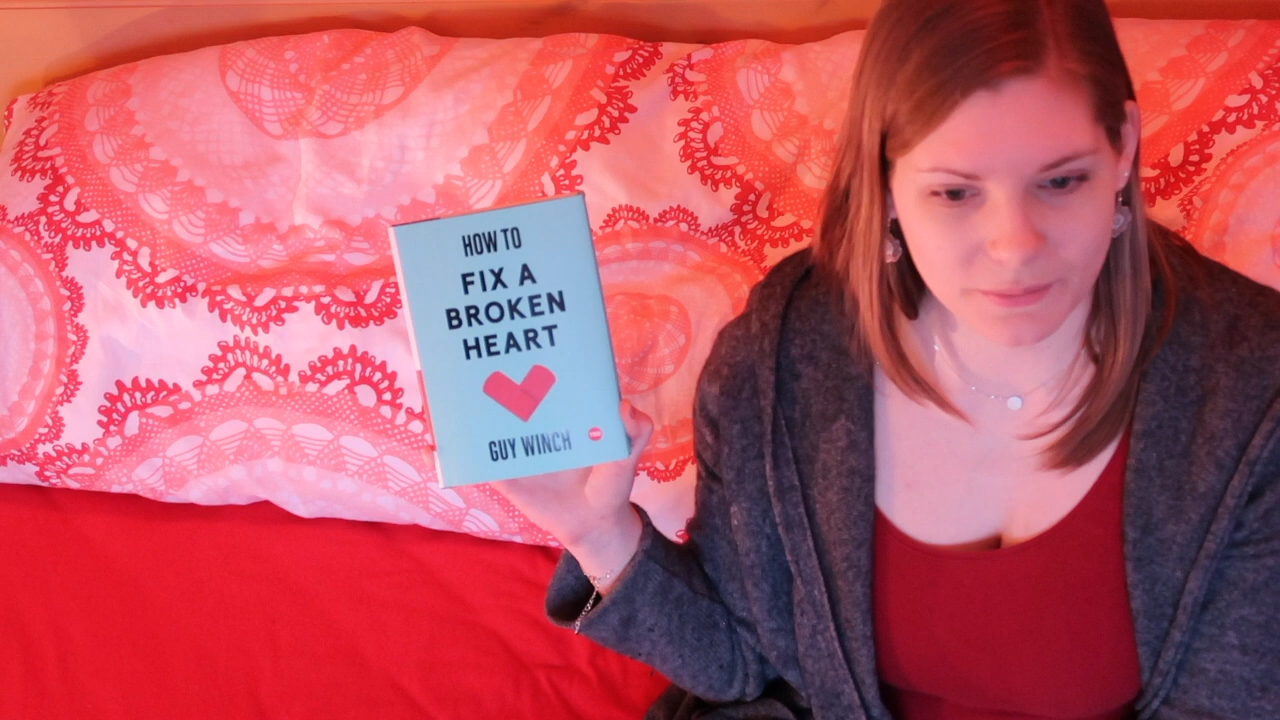 HOW TO
FIX A
BROKEN
HEART
GUY WINCH